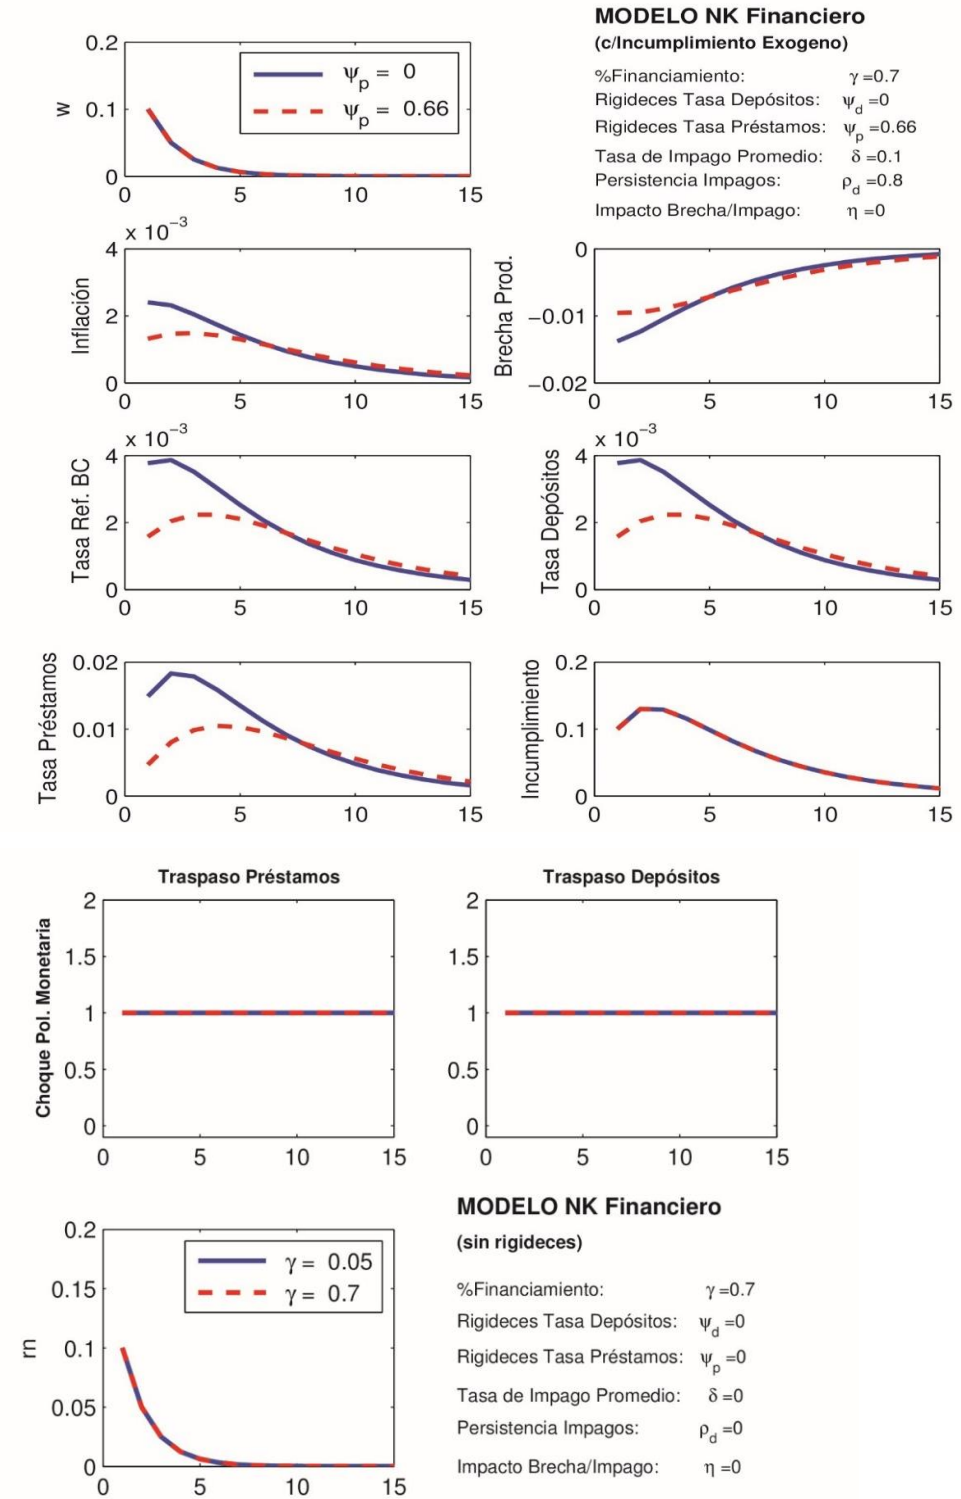 MODELO NK Financiero
(c/Incumplimiento Exogeno)
%Financiamiento: γ =0.7
Rigideces Tasa Depósitos: ψd =0
Rigideces Tasa Préstamos: ψp =0.66
Tasa de Impago Promedio: δ =0.1
Persistencia Impagos: ρd =0.8
Impacto Brecha/Impago: η =0
w
0.2
0.1
0
0 5 10 15
ψp = 0
ψp = 0.66
Inflación
x 10−3
4
2
0
0 5 10 15
Brecha Prod.
0
−0.01
−0.02
0 5 10 15
Tasa Ref. BC
x 10−3
4
2
0
0 5 10 15
Tasa Depósitos
x 10−3
4
2
0
0 5 10 15
Tasa Préstamos
0.02
0.01
0
0 5 10 15
Incumplimiento
0.2
0.1
0
0 5 10 15
Traspaso Préstamos
Choque Pol. Monetaria
2
1.5
1
0.5
0
0 5 10 15
Traspaso Depósitos
2
1.5
1
0.5
0
0 5 10 15
rn
0.2
0.15
0.1
0.05
0
0 5 10 15
γ = 0.05
γ = 0.7
MODELO NK Financiero
(sin rigideces)
%Financiamiento: γ =0.7
Rigideces Tasa Depósitos: ψd =0
Rigideces Tasa Préstamos: ψp =0
Tasa de Impago Promedio: δ =0
Persistencia Impagos: ρd =0
Impacto Brecha/Impago: η =0